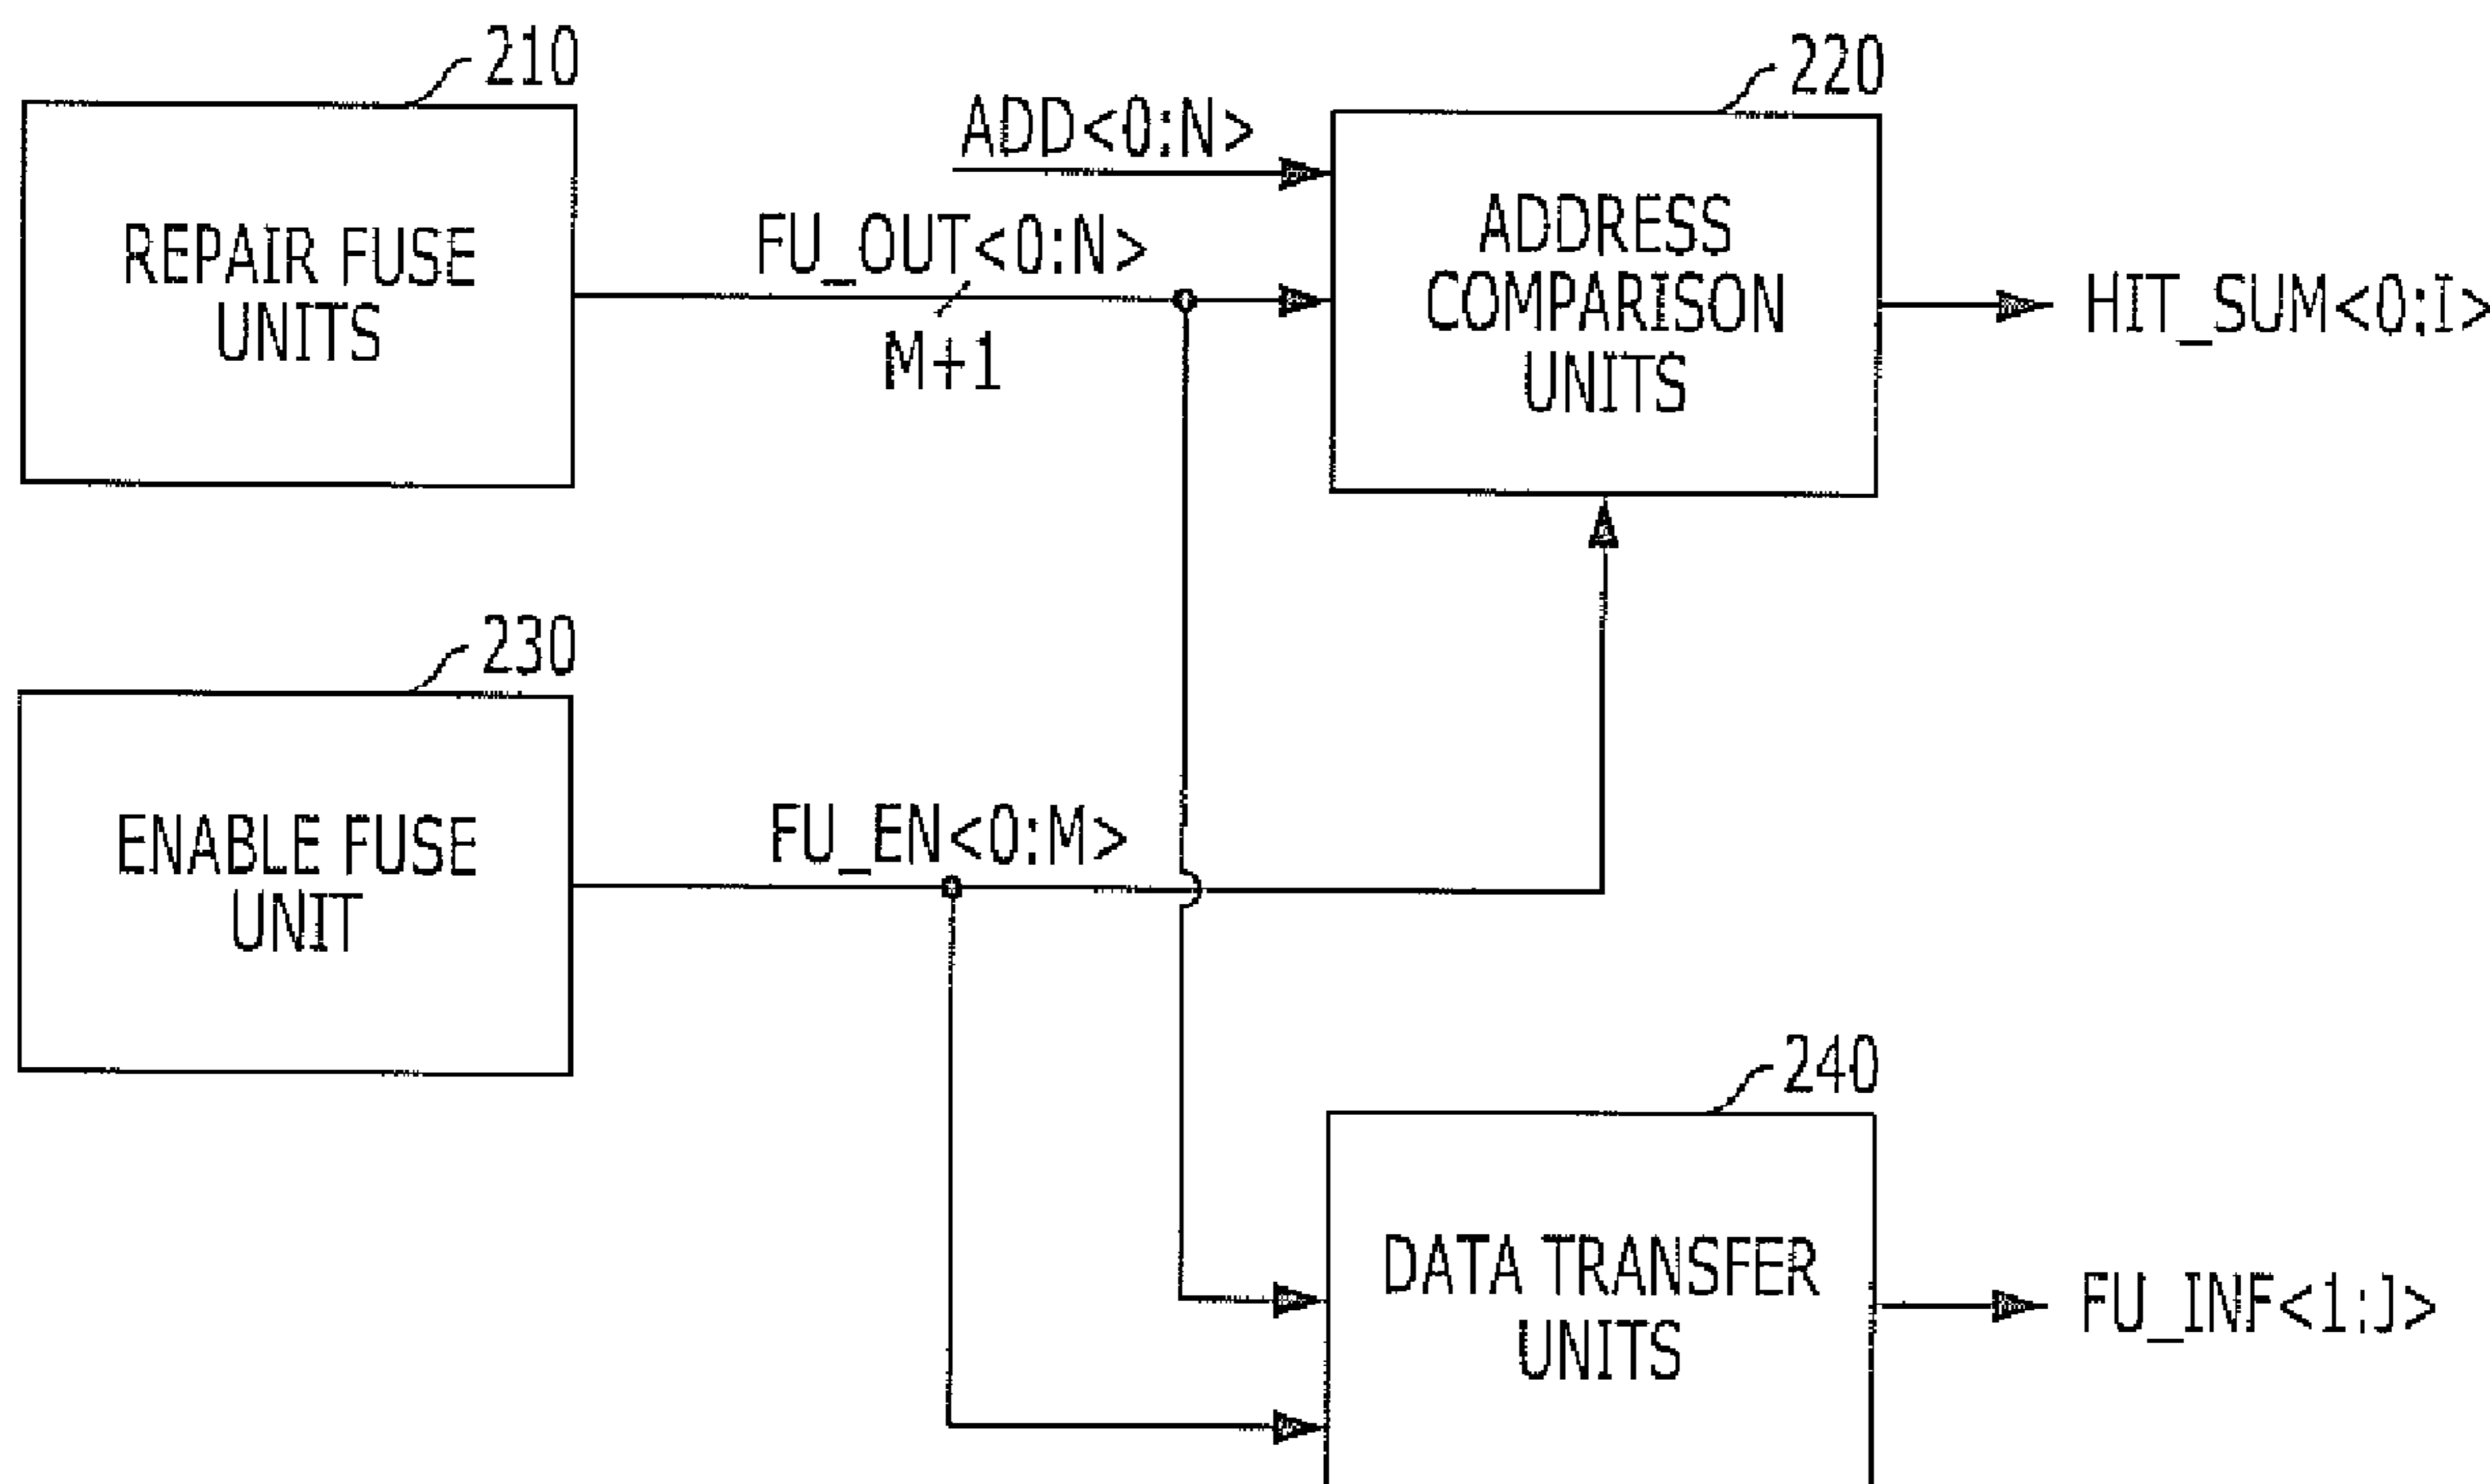 210
REPAIR FUSE
UNITS
ADD<0:N>
FU_OUT<0:N>
M+1
220
ADDRESS
COMPARISON
UNITS
HIT_SUM<0:I>
230
ENABLE FUSE
UNIT
FU_EN<0:M>
240
DATA TRANSFER
UNITS
FU_INF<1:J>